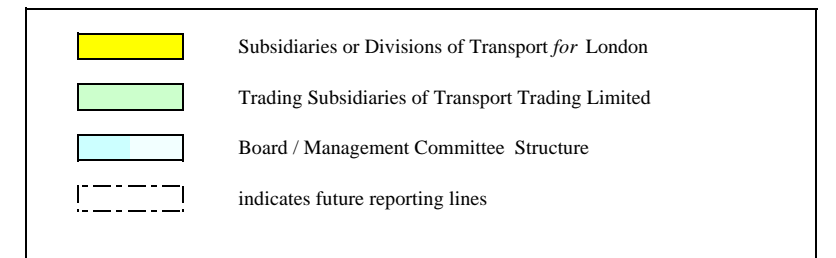 Subsidiaries or Divisions of Transport for London
Trading Subsidiaries of Transport Trading Limited
Board / Management Committee Structure
indicates future reporting lines